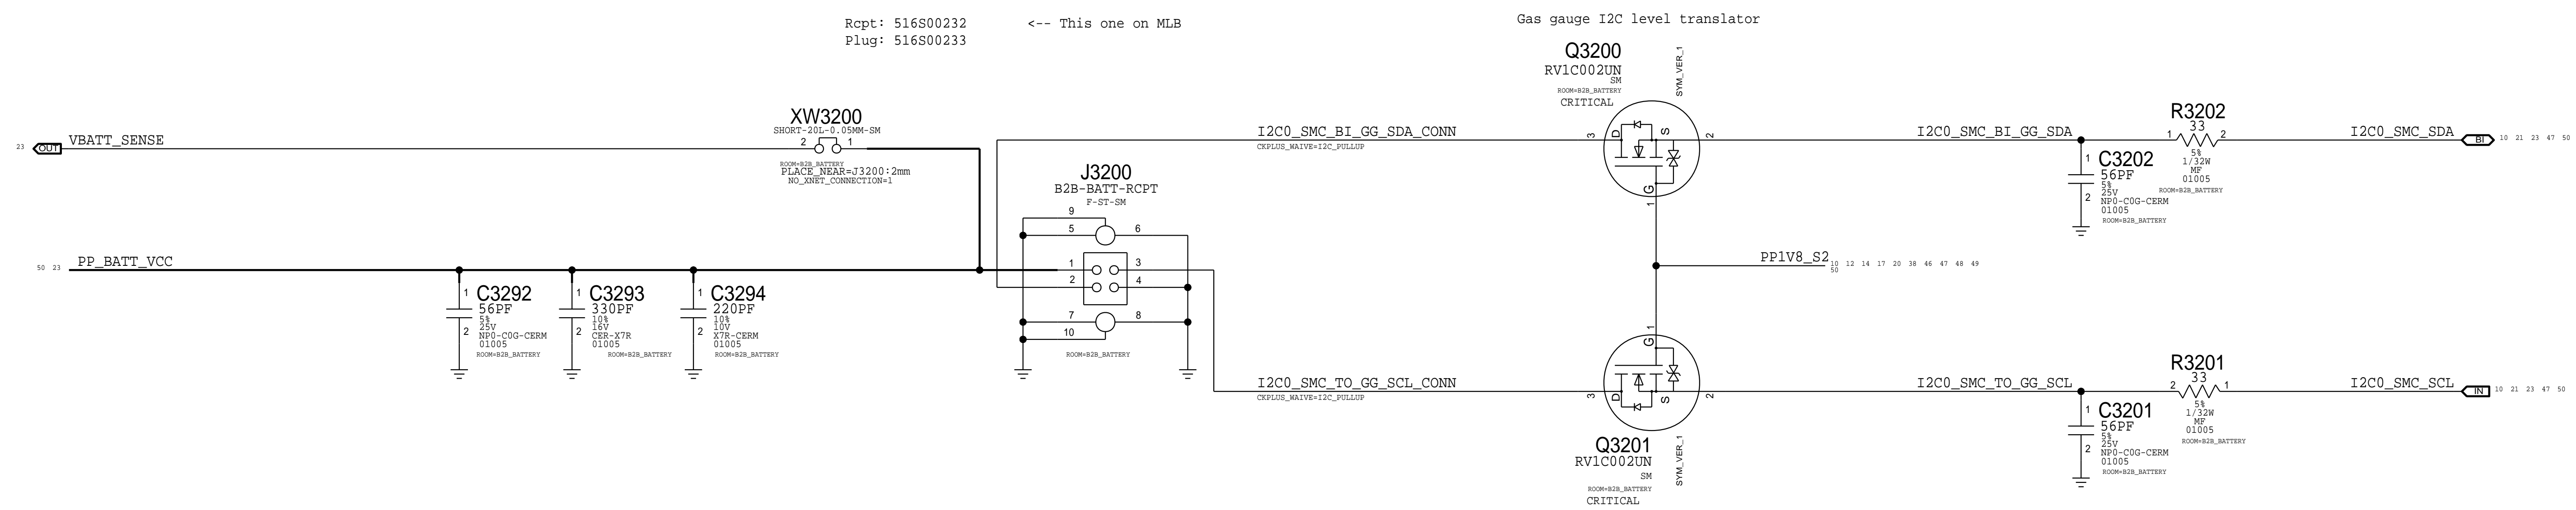 Rcpt: 516S00232 <-- This one on MLB
Plug: 516S00233
Gas gauge I2C level translator
23 OUT VBATT_SENSE
XW3200
SHORT-20L-0.05MM-SM
2 1
ROOM=B2B_BATTERY
PLACE_NEAR=J3200:2mm
NO_XNET_CONNECTION=1
50 23 PP_BATT_VCC
1 C3292
56PF
5%
25V
2 NP0-C0G-CERM
01005
ROOM=B2B_BATTERY
1 C3293
330PF
10%
16V
2 CER-X7R
01005
ROOM=B2B_BATTERY
1 C3294
220PF
10%
10V
2 X7R-CERM
01005
ROOM=B2B_BATTERY
J3200
B2B-BATT-RCPT
F-ST-SM
9
5 6
1 3
2 4
7 8
10
ROOM=B2B_BATTERY
I2C0_SMC_BI_GG_SDA_CONN
CKPLUS_WAIVE=I2C_PULLUP
Q3200
RV1C002UN
SM
ROOM=B2B_BATTERY
CRITICAL
SYM_VER_1
3 D S 2
G
1
I2C0_SMC_BI_GG_SDA
R3202
1 33 2
5%
1/32W
MF
01005
ROOM=B2B_BATTERY
I2C0_SMC_SDA BI 10 21 23 47 50
1 C3202
56PF
5%
25V
2 NP0-C0G-CERM
01005
ROOM=B2B_BATTERY
PP1V8_S2 10 12 14 17 20 38 46 47 48 49
50
I2C0_SMC_TO_GG_SCL_CONN
CKPLUS_WAIVE=I2C_PULLUP
1
G
3 D S 2
Q3201
RV1C002UN
SM
ROOM=B2B_BATTERY
CRITICAL
SYM_VER_1
I2C0_SMC_TO_GG_SCL
R3201
2 33 1
5%
1/32W
MF
01005
ROOM=B2B_BATTERY
I2C0_SMC_SCL IN 10 21 23 47 50
1 C3201
56PF
5%
25V
2 NP0-C0G-CERM
01005
ROOM=B2B_BATTERY